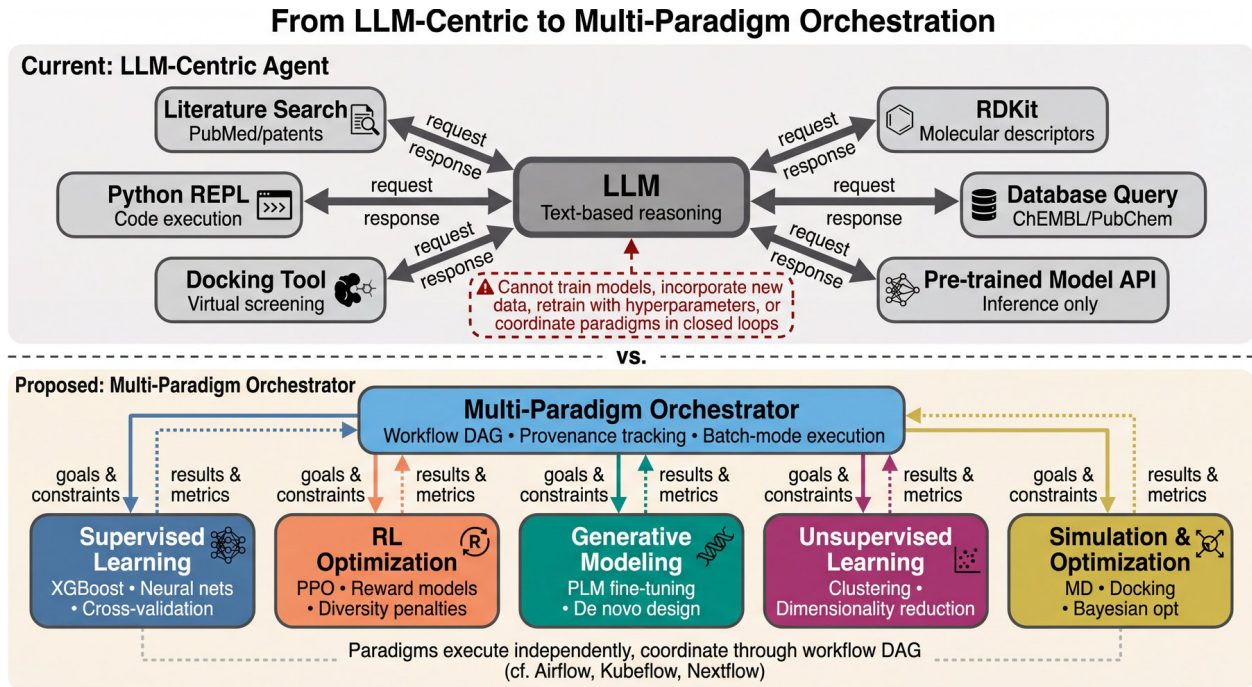 From LLM-Centric to Multi-Paradigm Orchestration
Current: LLM-Centric Agent
Literature Search
PubMed/patents
request
response
Python REPL
Code execution
>>>
request
response
Docking Tool
Virtual screening
request
response
LLM
Text-based reasoning
Cannot train models, incorporate new
data, retrain with hyperparameters, or
coordinate paradigms in closed loops
request
response
RDKit
Molecular descriptors
request
response
Database Query
ChEMBL/PubChem
request
response
Pre-trained Model API
Inference only
vs.
Proposed: Multi-Paradigm Orchestrator
Multi-Paradigm Orchestrator
Workflow DAG • Provenance tracking • Batch-mode execution
goals &
constraints
results &
metrics
goals &
constraints
results &
metrics
goals &
constraints
results &
metrics
goals &
constraints
results &
metrics
goals &
constraints
results &
metrics
Supervised
Learning
XGBoost • Neural nets
• Cross-validation
RL
Optimization
R
PPO • Reward models
• Diversity penalties
Generative
Modeling
PLM fine-tuning
• De novo design
Unsupervised
Learning
Clustering •
Dimensionality reduction
Simulation &
Optimization
MD • Docking
• Bayesian opt
Paradigms execute independently, coordinate through workflow DAG
(cf. Airflow, Kubeflow, Nextflow)